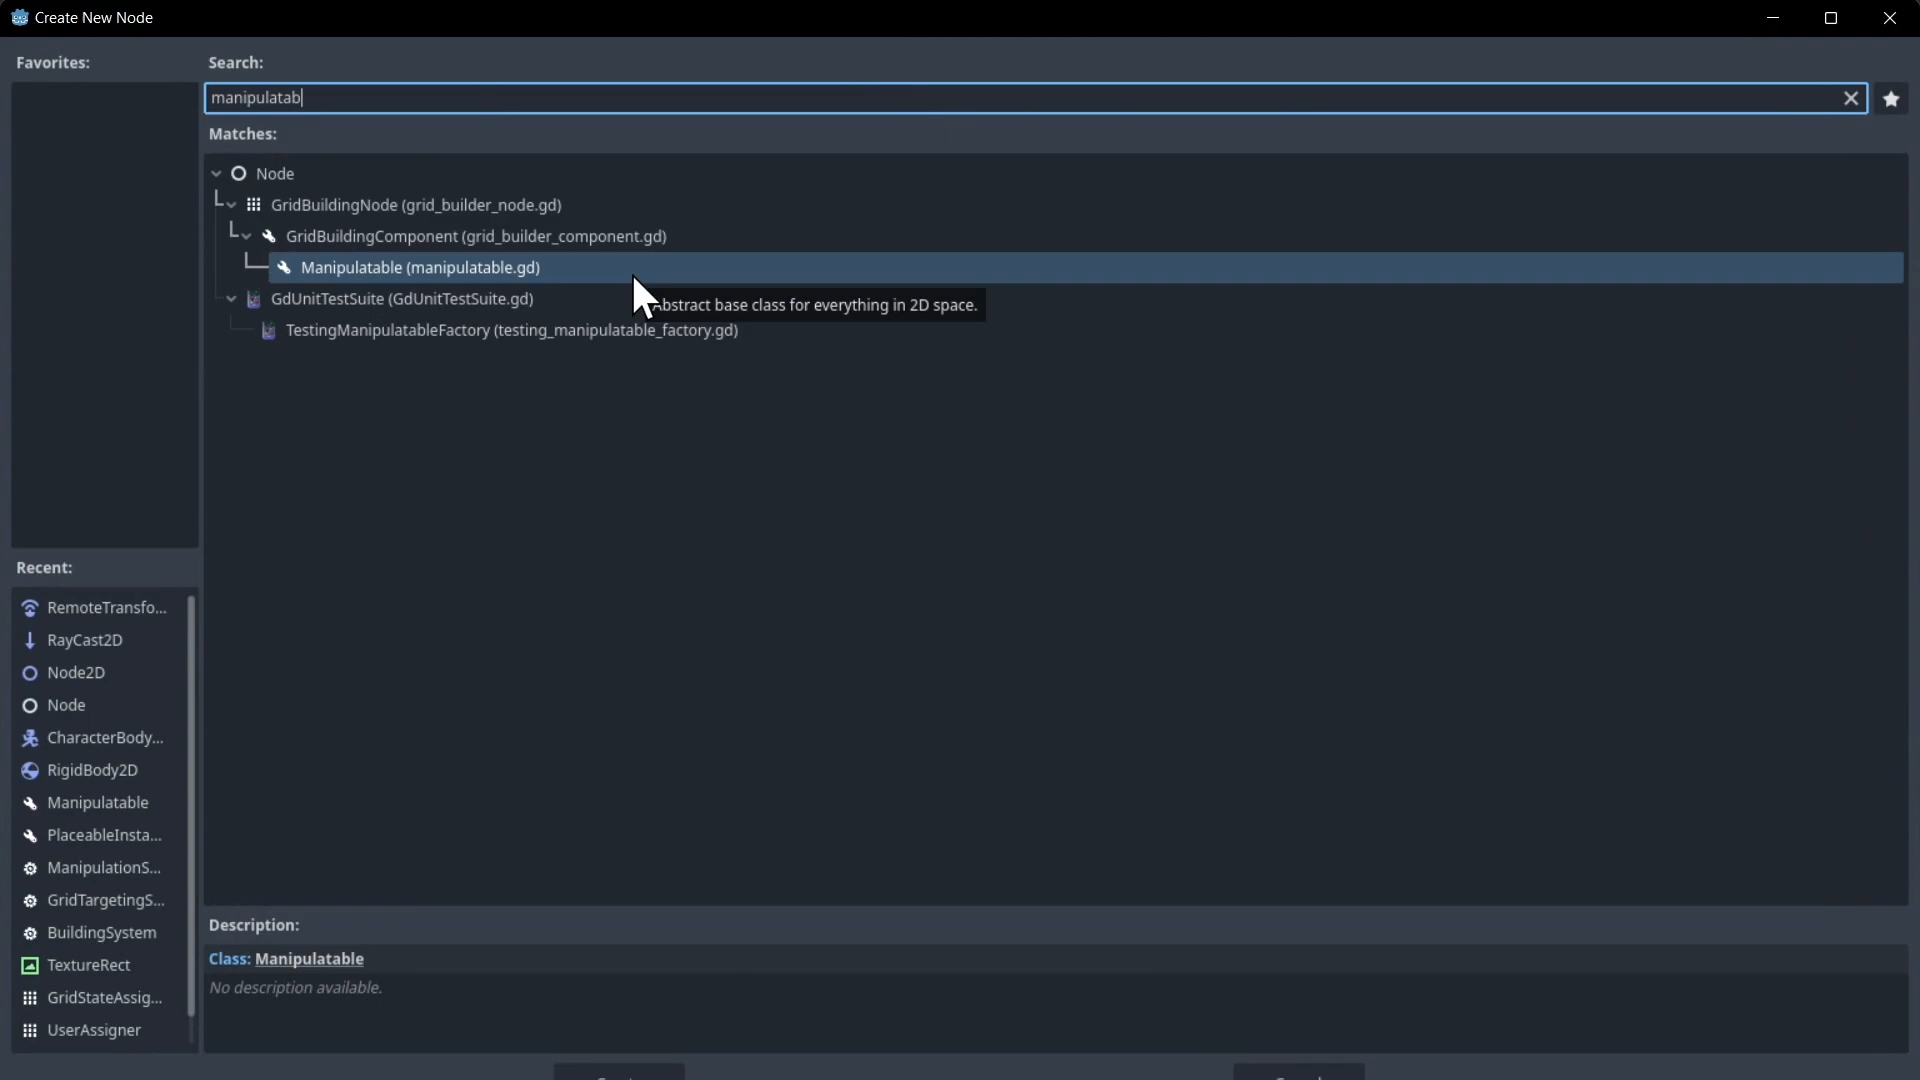 Create New Node
Favorites:
Search:
manipulatab
Matches:
Node
GridBuildingNode (grid_builder_node.gd)
GridBuildingComponent (grid_builder_component.gd)
Manipulatable (manipulatable.gd)
GdUnitTestSuite (GdUnitTestSuite.gd)
Abstract base class for everything in 2D space.
TestingManipulatableFactory (testing_manipulatable_factory.gd)
Recent:
RemoteTransfo...
RayCast2D
Node2D
Node
CharacterBody...
RigidBody2D
Manipulatable
PlaceableInsta...
ManipulationS...
GridTargetingS...
BuildingSystem
TextureRect
GridStateAssig...
UserAssigner
Description:
Class: Manipulatable
No description available.